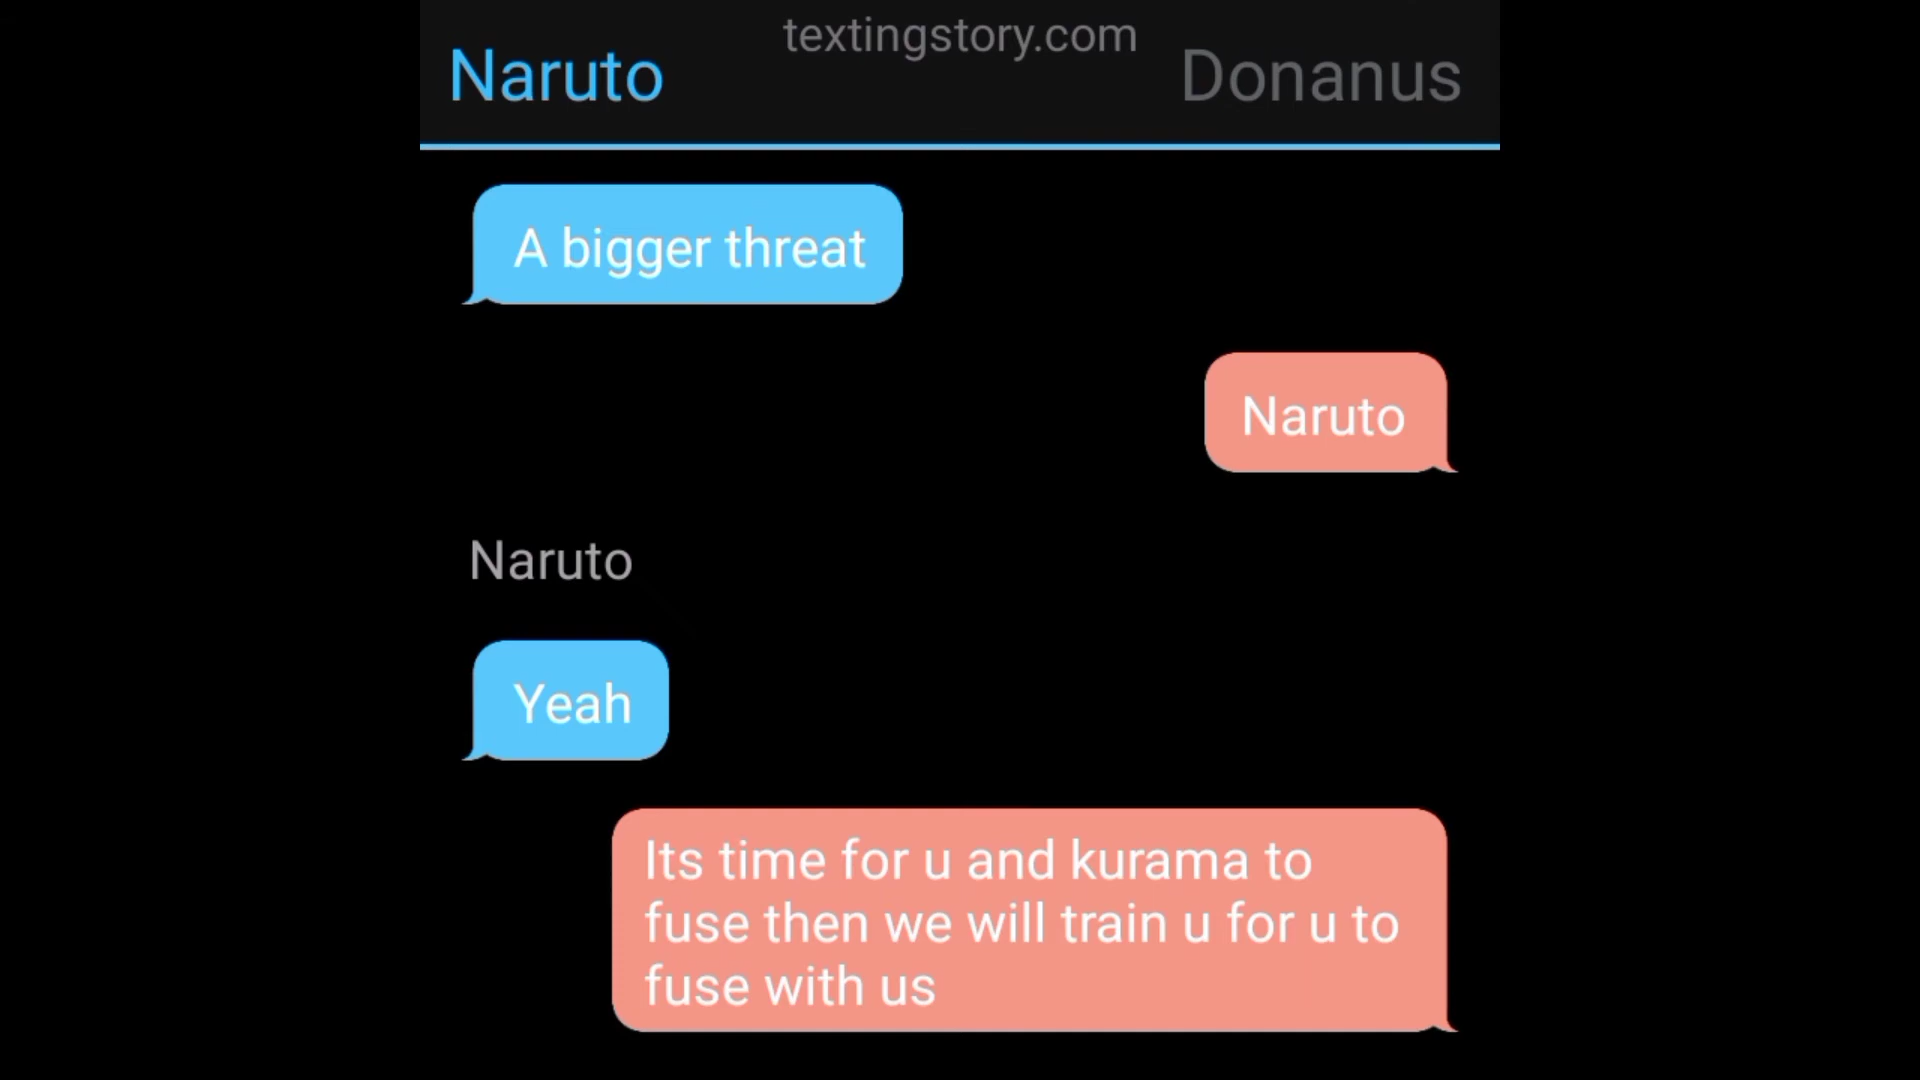 textingstory.com
Naruto
Donanus
A bigger threat
Naruto
Naruto
Yeah
Its time for u and kurama to
fuse then we will train u for u to
fuse with us